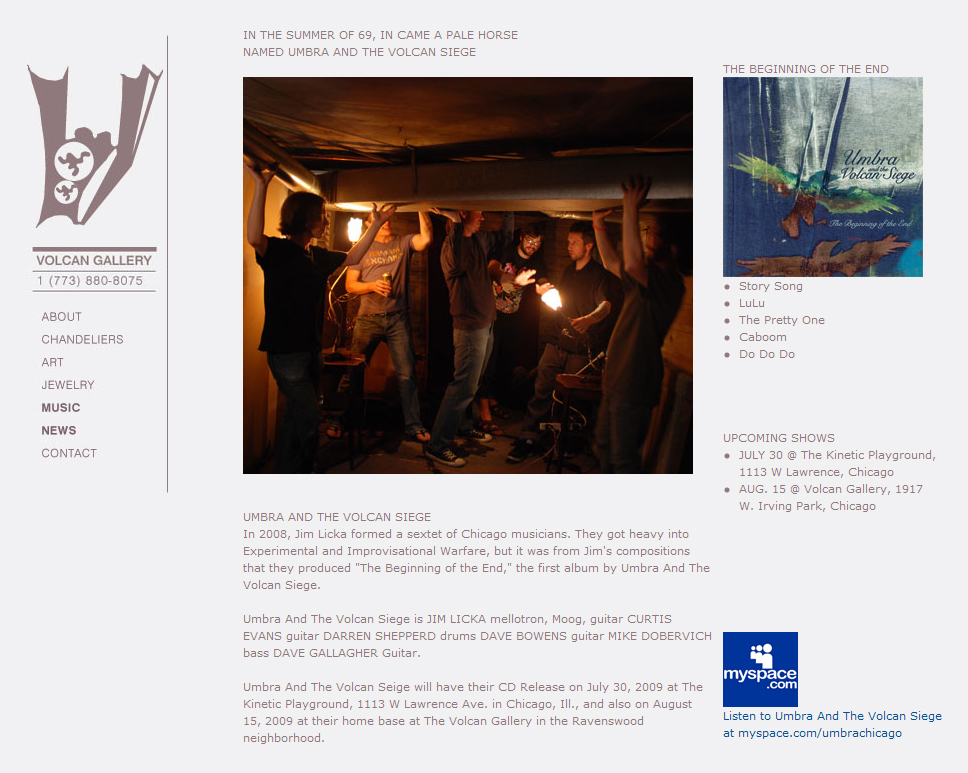 VOLCAN GALLERY
1 (773) 880-8075
ABOUT
CHANDELIERS
ART
JEWELRY
MUSIC
NEWS
CONTACT
IN THE SUMMER OF 69, IN CAME A PALE HORSE
NAMED UMBRA AND THE VOLCAN SIEGE
UMBRA AND THE VOLCAN SIEGE
In 2008, Jim Licka formed a sextet of Chicago musicians. They got heavy into
Experimental and Improvisational Warfare, but it was from Jim's compositions
that they produced "The Beginning of the End," the first album by Umbra And The
Volcan Siege.
Umbra And The Volcan Siege is JIM LICKA mellotron, Moog, guitar CURTIS
EVANS guitar DARREN SHEPPERD drums DAVE BOWENS guitar MIKE DOBERVICH
bass DAVE GALLAGHER Guitar.
Umbra And The Volcan Seige will have their CD Release on July 30, 2009 at The
Kinetic Playground, 1113 W Lawrence Ave. in Chicago, Ill., and also on August
15, 2009 at their home base at The Volcan Gallery in the Ravenswood
neighborhood.
THE BEGINNING OF THE END
Umbra
and the
Volcan Siege
The Beginning of the End
Story Song
LuLu
The Pretty One
Caboom
Do Do Do
UPCOMING SHOWS
JULY 30 @ The Kinetic Playground,
1113 W Lawrence, Chicago
AUG. 15 @ Volcan Gallery, 1917
W. Irving Park, Chicago
myspace
.com
Listen to Umbra And The Volcan Siege
at myspace.com/umbrachicago